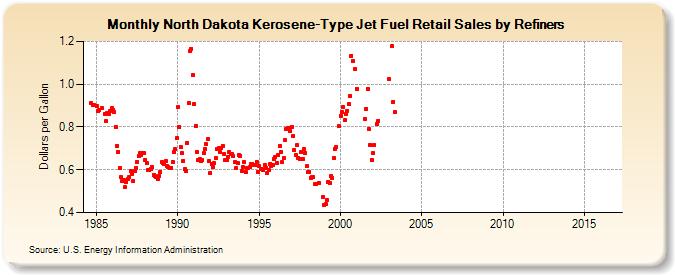 Monthly North Dakota Kerosene-Type Jet Fuel Retail Sales by Refiners
Dollars per Gallon
1.2
1.0
0.8
0.6
0.4
1985 1990 1995 2000 2005 2010 2015
Source: U.S. Energy Information Administration